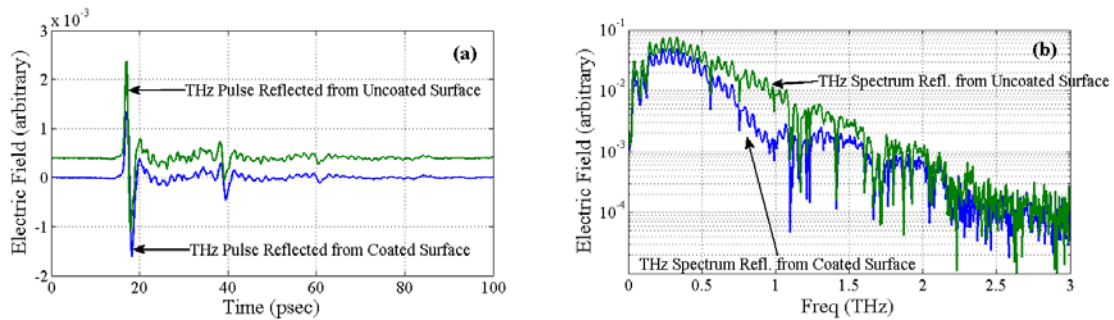 x 10⁻³
3
2
1
0
-1
-2
Electric Field (arbitrary)
(a)
THz Pulse Reflected from Uncoated Surface
THz Pulse Reflected from Coated Surface
0 20 40 60 80 100
Time (psec)
10⁻¹
10⁻²
10⁻³
10⁻⁴
Electric Field (arbitrary)
(b)
THz Spectrum Refl. from Uncoated Surface
THz Spectrum Refl. from Coated Surface
0 0.5 1 1.5 2 2.5 3
Freq (THz)